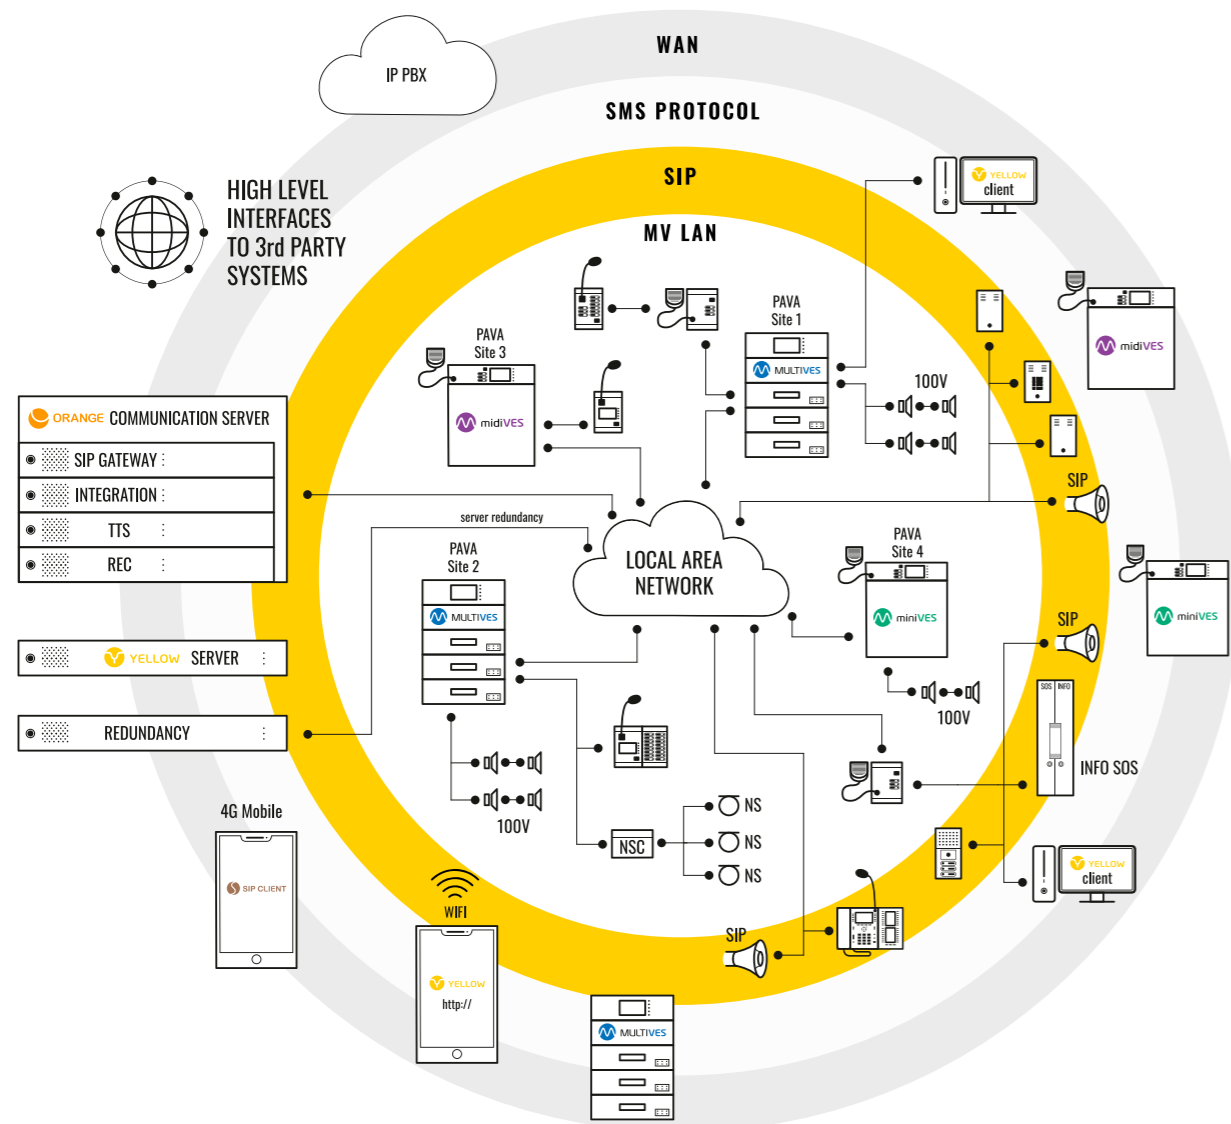 WAN
IP PBX
SMS PROTOCOL
SIP
MV LAN
HIGH LEVEL
INTERFACES
TO 3rd PARTY
SYSTEMS
YELLOW
client
PAVA
Site 1
MULTIVES
100V
PAVA
Site 3
midiVES
midiVES
ORANGE COMMUNICATION SERVER
SIP GATEWAY :
INTEGRATION :
TTS :
REC :
SIP
server redundancy
LOCAL AREA
NETWORK
PAVA
Site 2
MULTIVES
100V
PAVA
Site 4
miniVES
100V
miniVES
SIP
YELLOW SERVER :
REDUNDANCY :
SOS INFO
INFO SOS
NSC
NS
NS
NS
YELLOW
client
4G Mobile
SIP CLIENT
WIFI
YELLOW
http://
SIP
MULTIVES